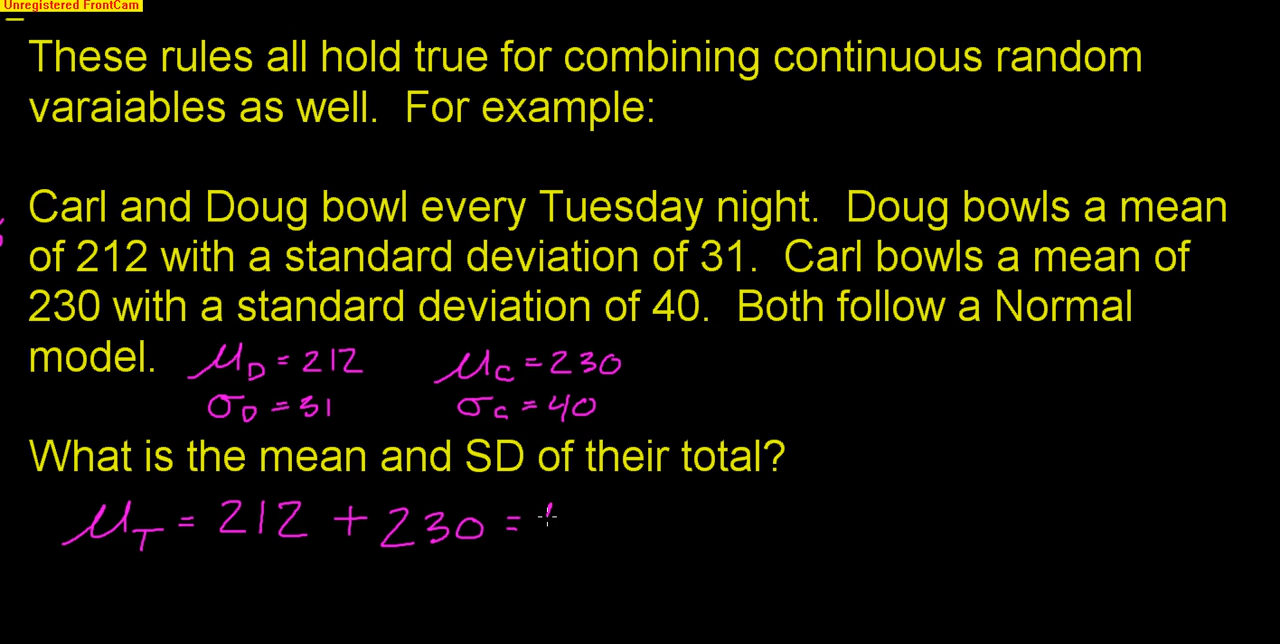 Unregistered FrontCam
These rules all hold true for combining continuous random
varaiables as well. For example:
Carl and Doug bowl every Tuesday night. Doug bowls a mean
of 212 with a standard deviation of 31. Carl bowls a mean of
230 with a standard deviation of 40. Both follow a Normal
model. μD = 212 μC = 230
σD = 31 σC = 40
What is the mean and SD of their total?
μT = 212 + 230 =